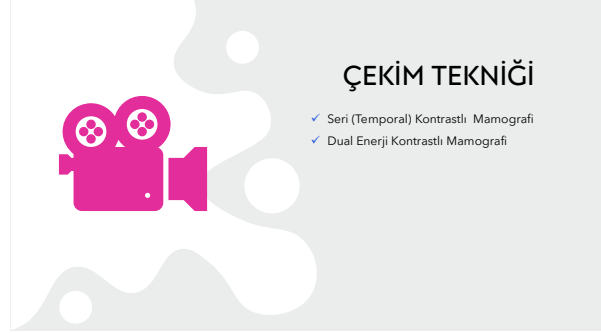 ÇEKİM TEKNİĞİ
✓ Seri (Temporal) Kontrastlı Mamografi
✓ Dual Enerji Kontrastlı Mamografi